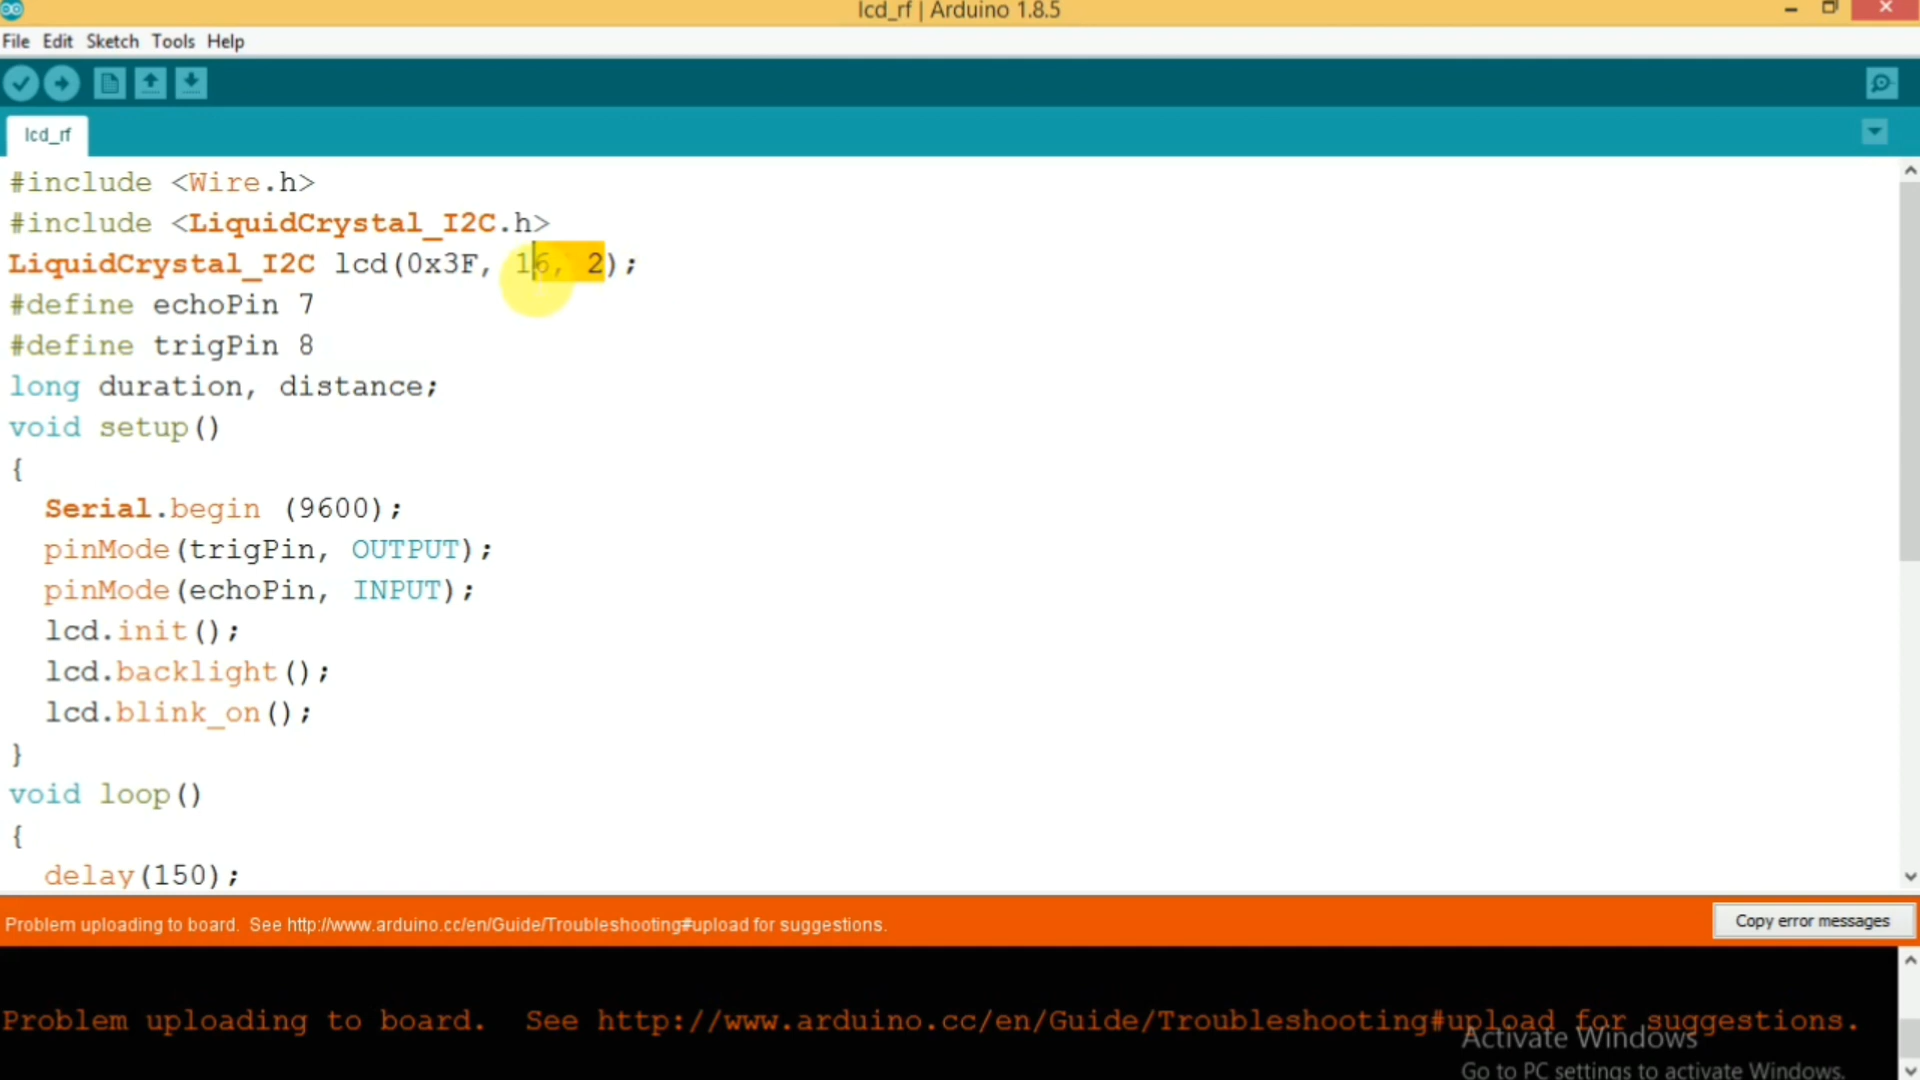 lcd_rf | Arduino 1.8.5
File Edit Sketch Tools Help
lcd_rf
#include <Wire.h>
#include <LiquidCrystal_I2C.h>
LiquidCrystal_I2C lcd(0x3F, 16, 2);
#define echoPin 7
#define trigPin 8
long duration, distance;
void setup()
{
Serial.begin (9600);
pinMode(trigPin, OUTPUT);
pinMode(echoPin, INPUT);
lcd.init();
lcd.backlight();
lcd.blink_on();
}
void loop()
{
delay(150);
Problem uploading to board. See http://www.arduino.cc/en/Guide/Troubleshooting#upload for suggestions.
Copy error messages
Problem uploading to board. See http://www.arduino.cc/en/Guide/Troubleshooting#upload for suggestions.
Activate Windows
Go to PC settings to activate Windows.